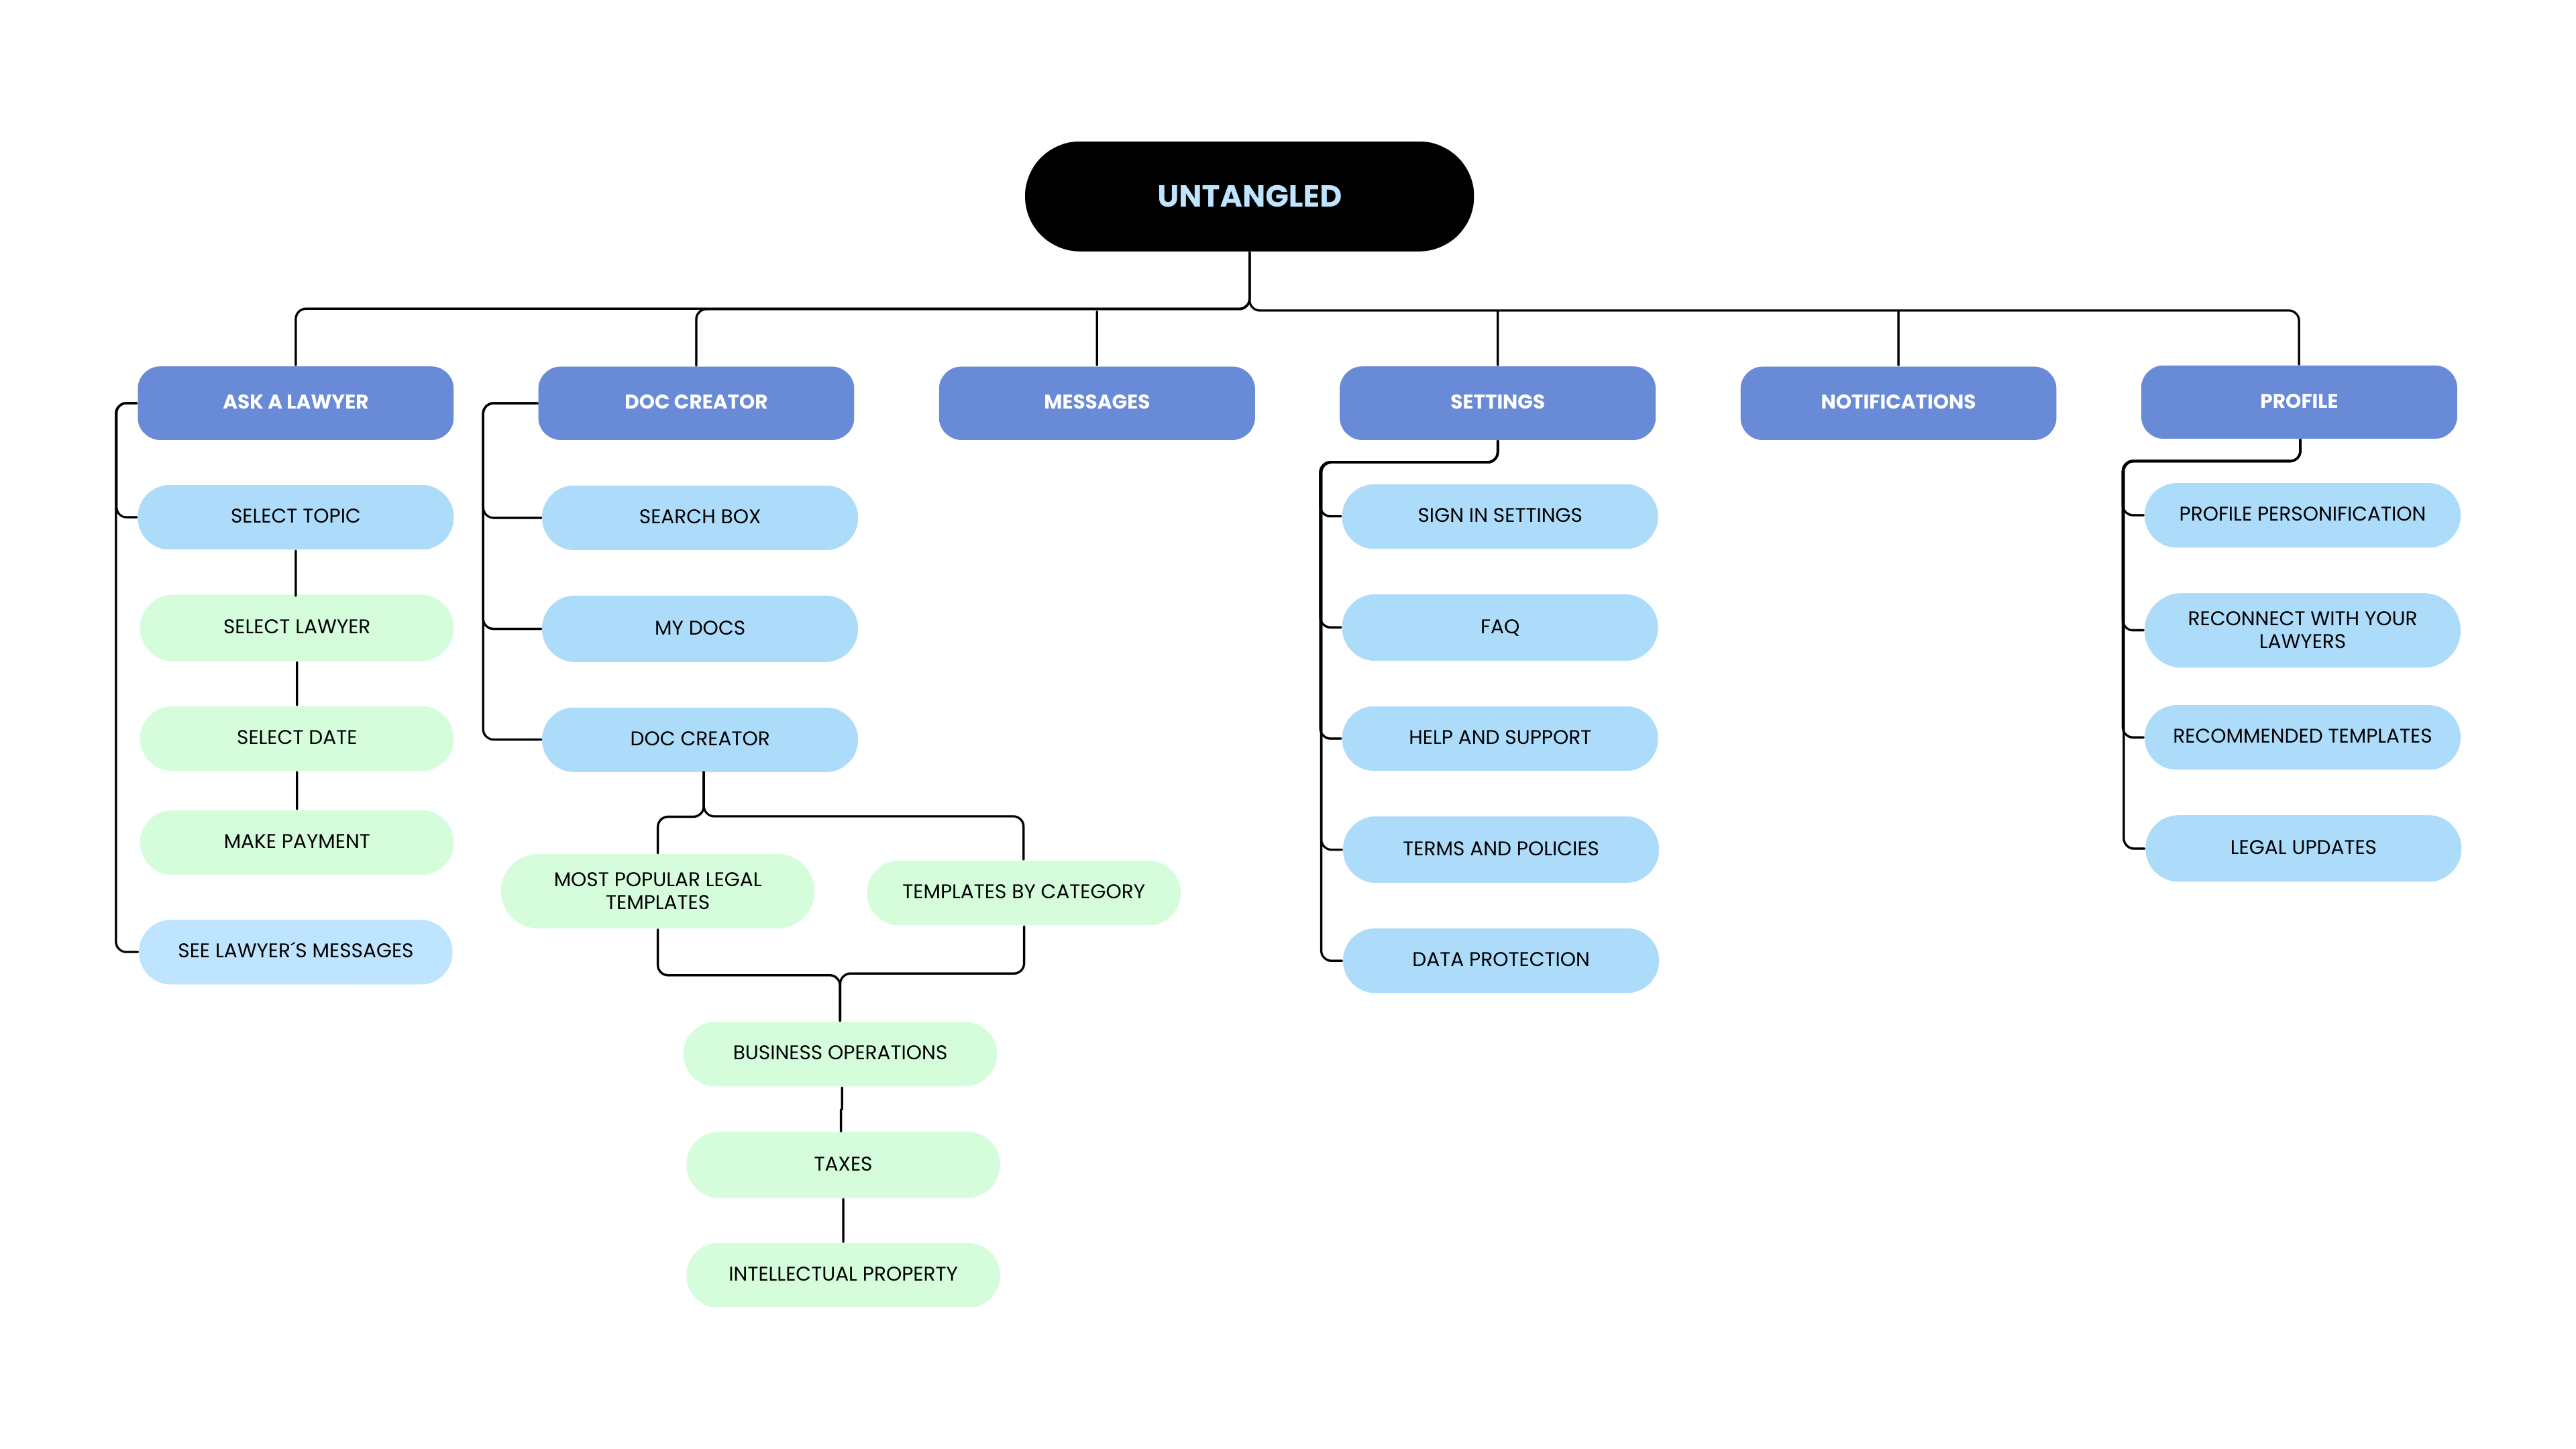 UNTANGLED
ASK A LAWYER
DOC CREATOR
MESSAGES
SETTINGS
NOTIFICATIONS
PROFILE
SELECT TOPIC
SELECT LAWYER
SELECT DATE
MAKE PAYMENT
SEE LAWYER´S MESSAGES
SEARCH BOX
MY DOCS
DOC CREATOR
MOST POPULAR LEGAL
TEMPLATES
TEMPLATES BY CATEGORY
BUSINESS OPERATIONS
TAXES
INTELLECTUAL PROPERTY
SIGN IN SETTINGS
FAQ
HELP AND SUPPORT
TERMS AND POLICIES
DATA PROTECTION
PROFILE PERSONIFICATION
RECONNECT WITH YOUR
LAWYERS
RECOMMENDED TEMPLATES
LEGAL UPDATES